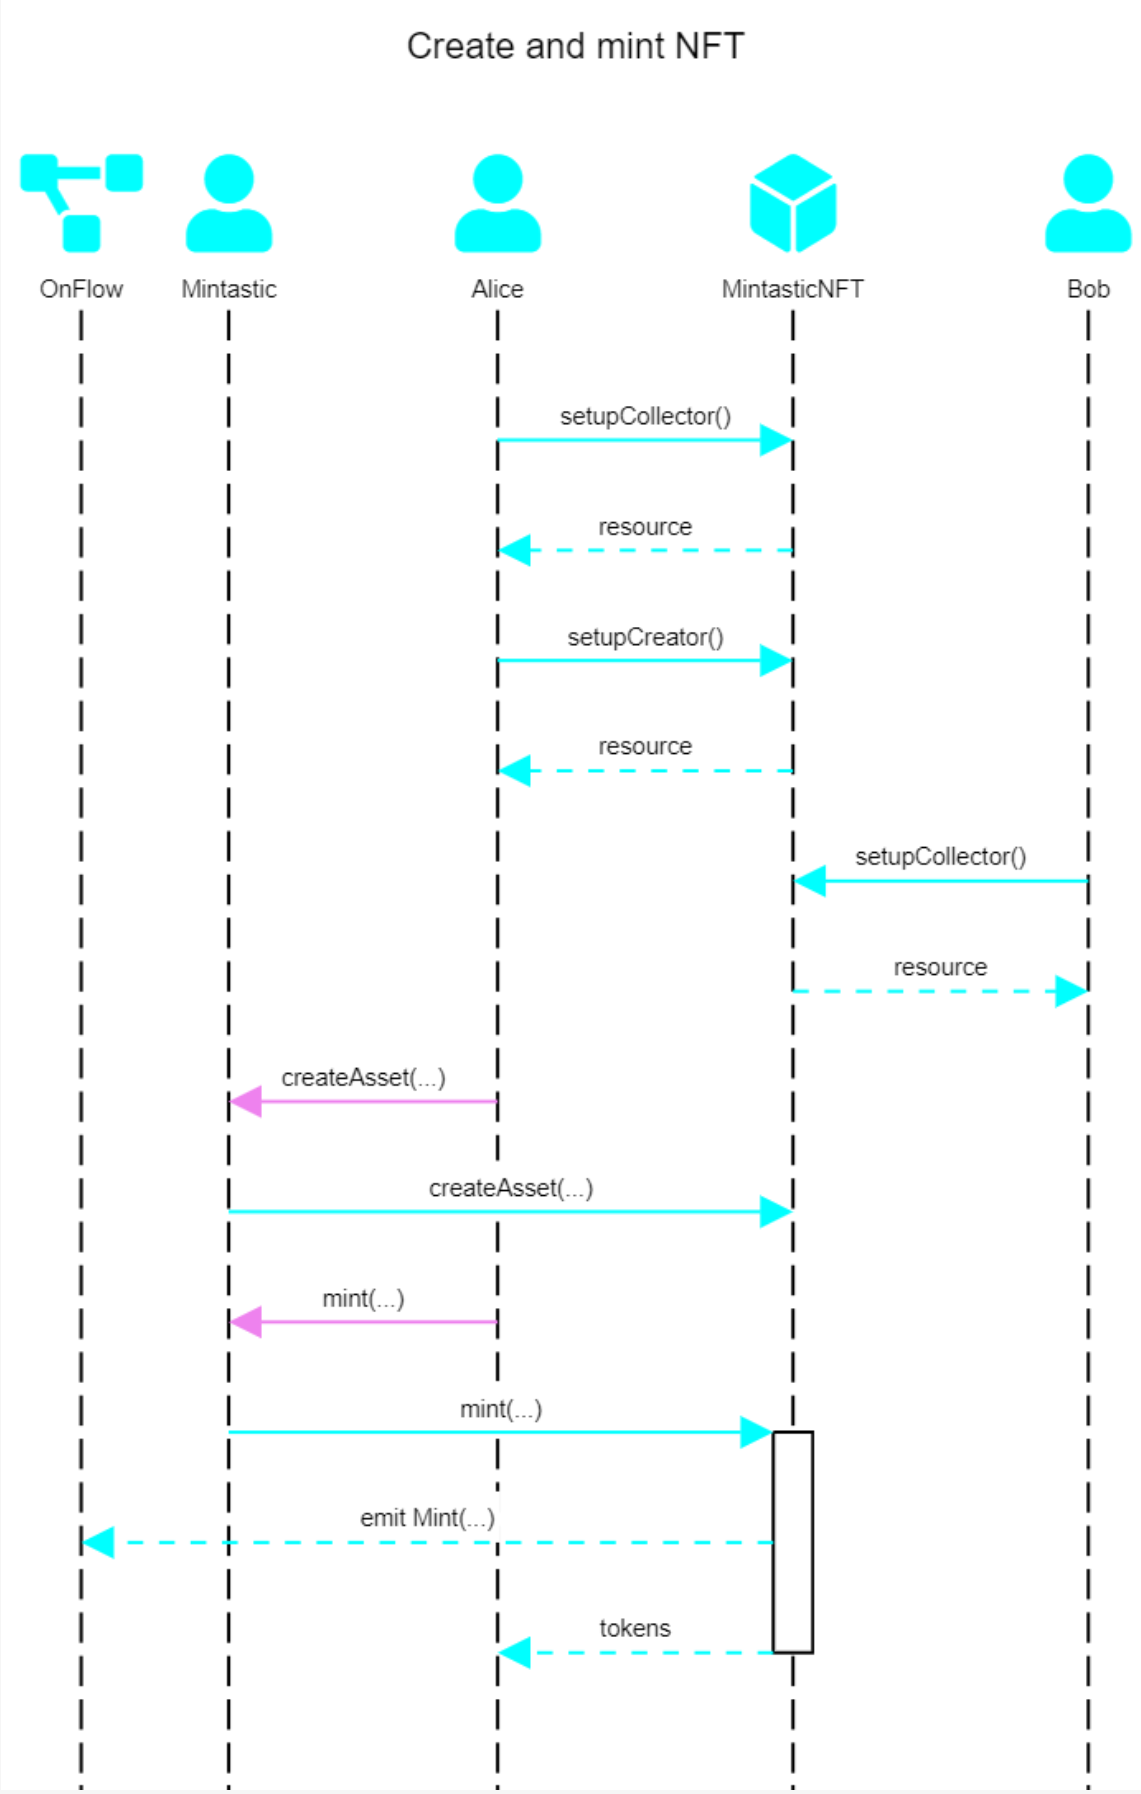 Create and mint NFT
OnFlow
Mintastic
Alice
MintasticNFT
Bob
setupCollector()
resource
setupCreator()
resource
setupCollector()
resource
createAsset(...)
createAsset(...)
mint(...)
mint(...)
emit Mint(...)
tokens